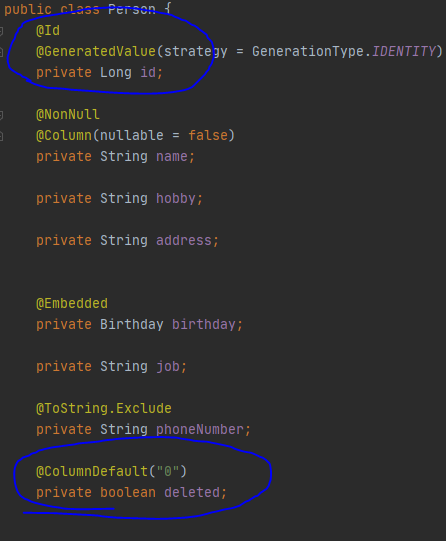 public class Person {
@Id
@GeneratedValue(strategy = GenerationType.IDENTITY)
private Long id;
@NonNull
@Column(nullable = false)
private String name;
private String hobby;
private String address;
@Embedded
private Birthday birthday;
private String job;
@ToString.Exclude
private String phoneNumber;
@ColumnDefault("0")
private boolean deleted;